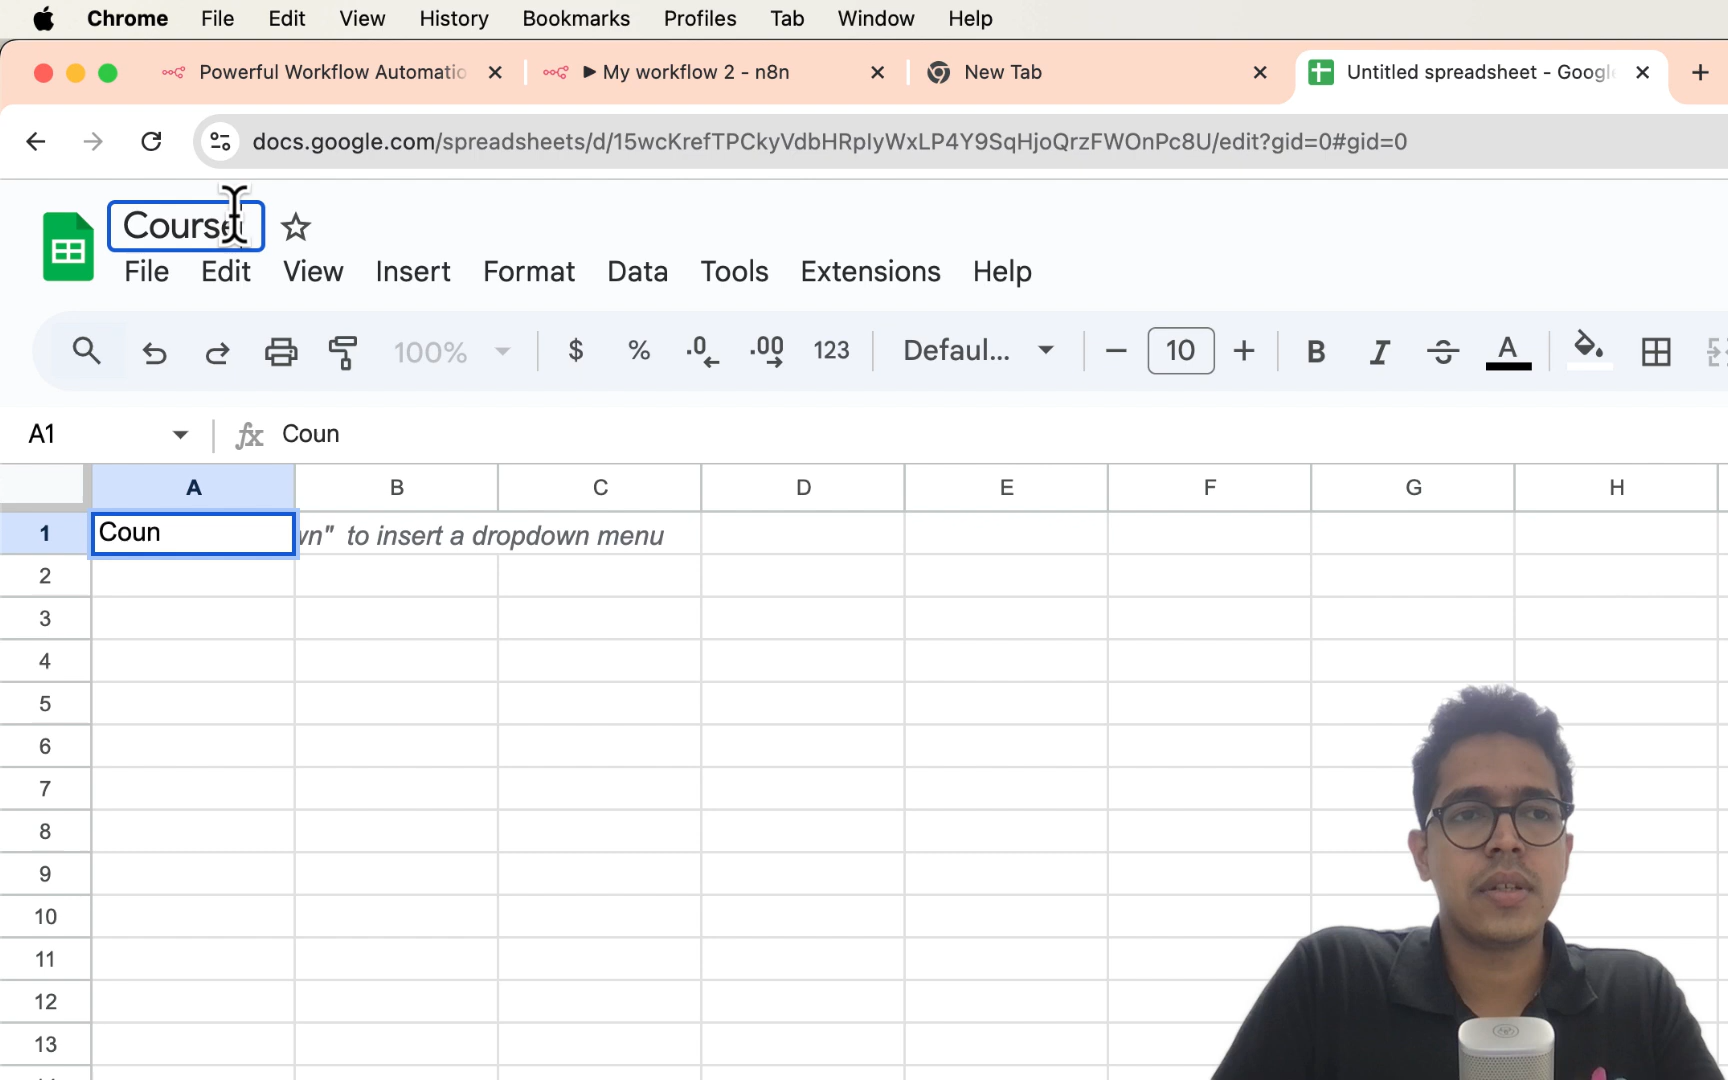 Chrome File Edit View History Bookmarks Profiles Tab Window Help
Powerful Workflow Automatio My workflow 2 - n8n New Tab Untitled spreadsheet - Googl
docs.google.com/spreadsheets/d/15wcKrefTPCkyVdbHRpIyWxLP4Y9SqHjoQrzFWOnPc8U/edit?gid=0#gid=0
Course
File Edit View Insert Format Data Tools Extensions Help
100% $ % .0 .00 123 Defaul... 10 B I S A
A1 fx Coun
A B C D E F G H
1 Coun wn" to insert a dropdown menu
2
3
4
5
6
7
8
9
10
11
12
13